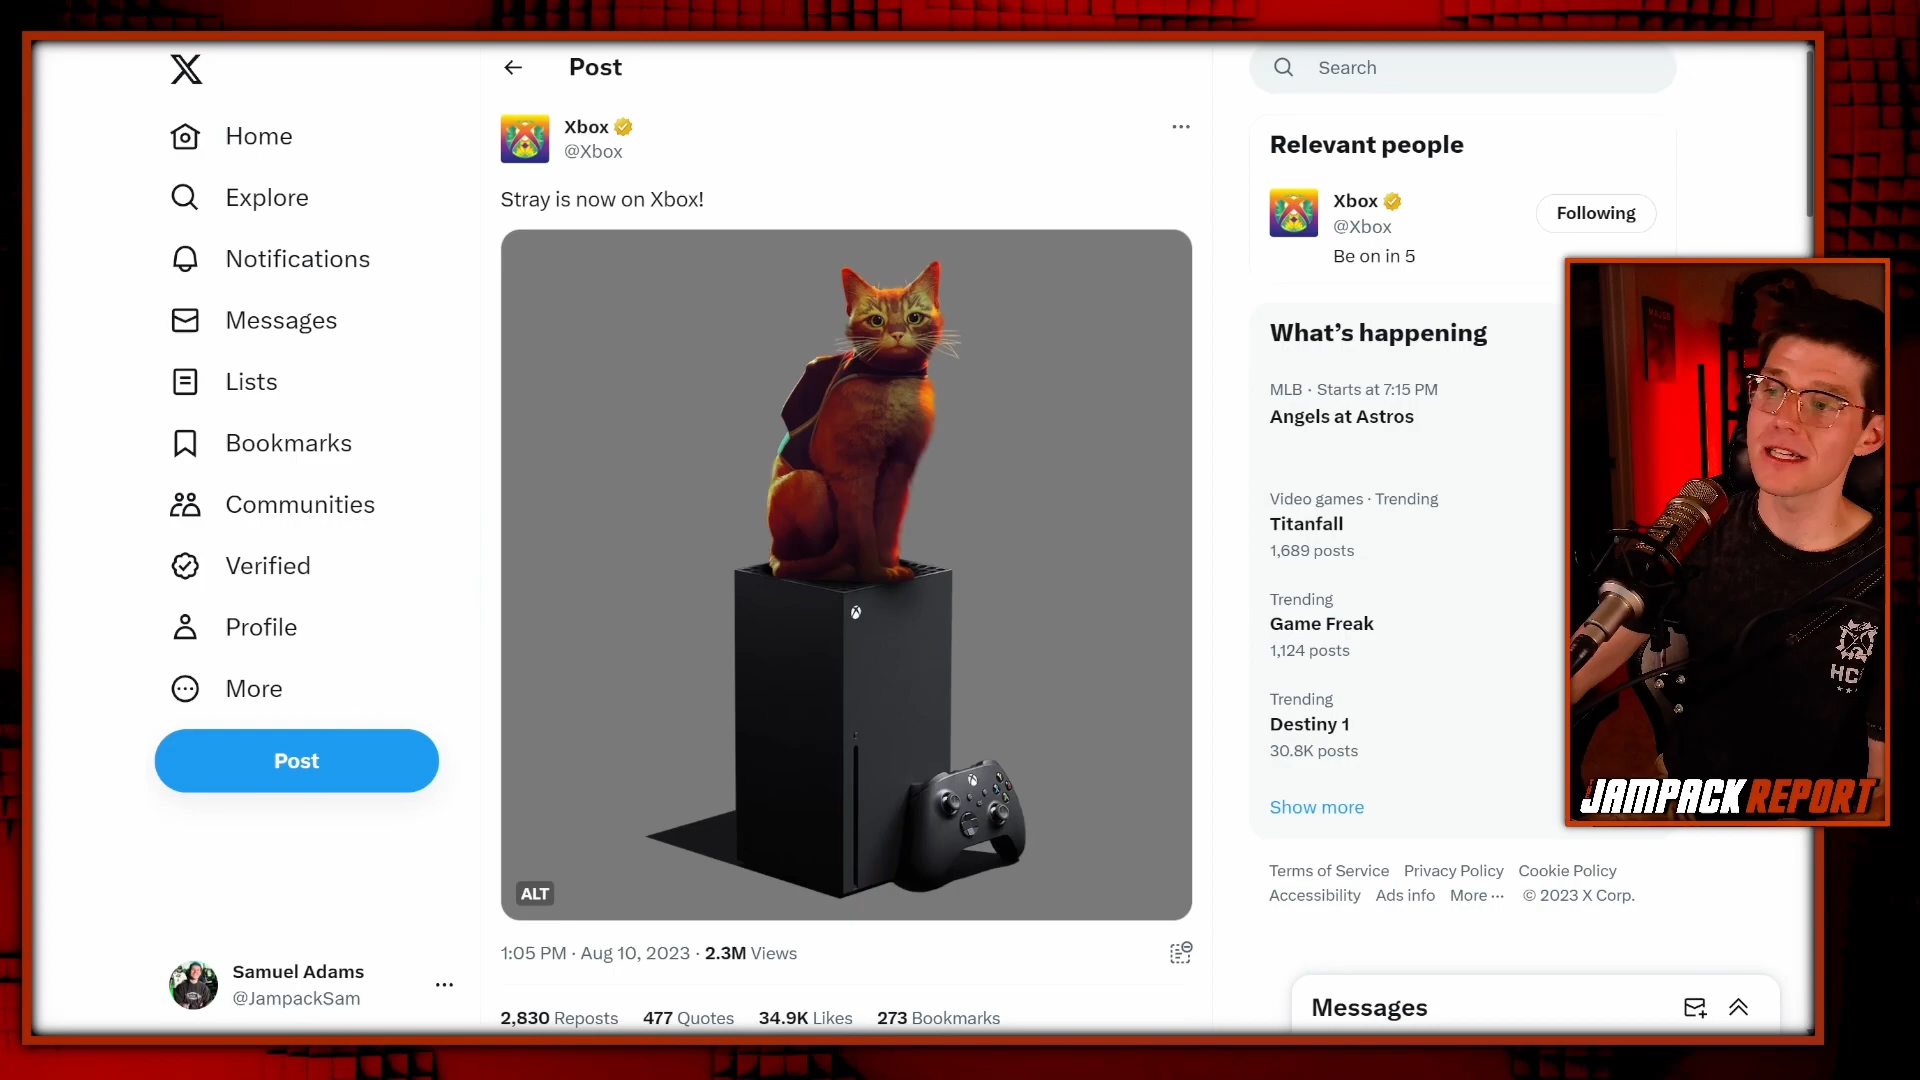 Home
Explore
Notifications
Messages
Lists
Bookmarks
Communities
Verified
Profile
More
Post
Samuel Adams
@JampackSam
Post
Xbox
@Xbox
Stray is now on Xbox!
ALT
1:05 PM · Aug 10, 2023 · 2.3M Views
2,830 Reposts 477 Quotes 34.9K Likes 273 Bookmarks
Search
Relevant people
Xbox
@Xbox
Following
Be on in 5
What’s happening
MLB · Starts at 7:15 PM
Angels at Astros
Video games · Trending
Titanfall
1,689 posts
Trending
Game Freak
1,124 posts
Trending
Destiny 1
30.8K posts
Show more
Terms of Service Privacy Policy Cookie Policy
Accessibility Ads info More ··· © 2023 X Corp.
Messages
THE JAMPACK REPORT